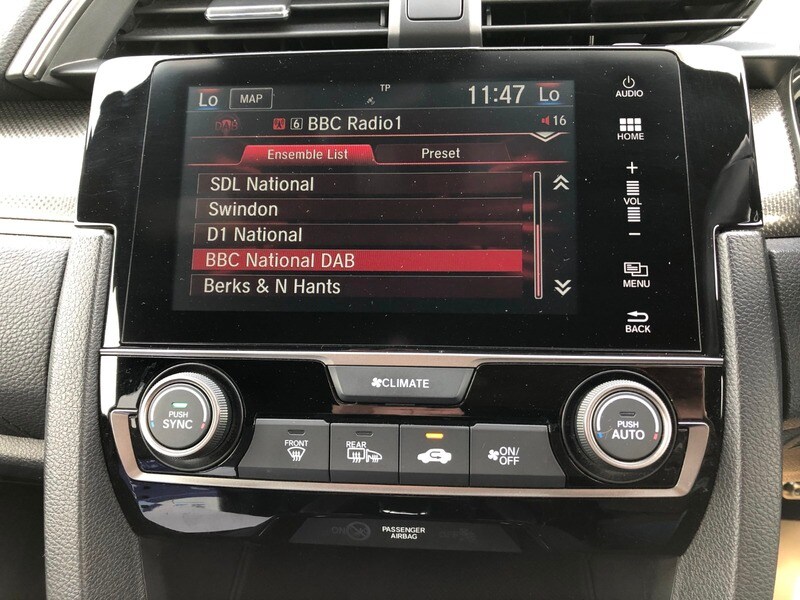 Lo MAP TP 11:47 Lo
DAB 6 BBC Radio1 16
Ensemble List Preset
SDL National
Swindon
D1 National
BBC National DAB
Berks & N Hants
AUDIO
HOME
+
VOL
−
MENU
BACK
CLIMATE
PUSH
SYNC
FRONT
REAR
ON/
OFF
PUSH
AUTO
PASSENGER
AIRBAG